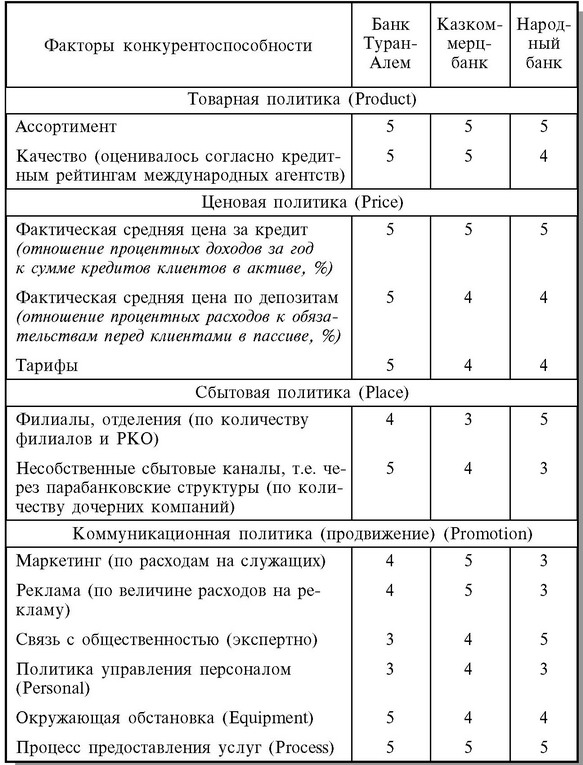 Факторы конкурентоспособности
Банк
Туран-
Алем
Казком-
мерц-
банк
Народ-
ный
банк
Товарная политика (Product)
Ассортимент 5 5 5
Качество (оценивалось согласно кредит- 5 5 4
ным рейтингам международных агентств)
Ценовая политика (Price)
Фактическая средняя цена за кредит 5 5 5
(отношение процентных доходов за год
к сумме кредитов клиентов в активе, %)
Фактическая средняя цена по депозитам 5 4 4
(отношение процентных расходов к обяза-
тельствам перед клиентами в пассиве, %)
Тарифы 5 4 4
Сбытовая политика (Place)
Филиалы, отделения (по количеству 4 3 5
филиалов и РКО)
Несобственные сбытовые каналы, т.е. че- 5 4 3
рез парабанковские структуры (по коли-
честву дочерних компаний)
Коммуникационная политика (продвижение) (Promotion)
Маркетинг (по расходам на служащих) 4 5 3
Реклама (по величине расходов на ре- 4 5 3
кламу)
Связь с общественностью (экспертно) 3 4 5
Политика управления персоналом 3 4 3
(Personal)
Окружающая обстановка (Equipment) 5 4 4
Процесс предоставления услуг (Process) 5 5 5